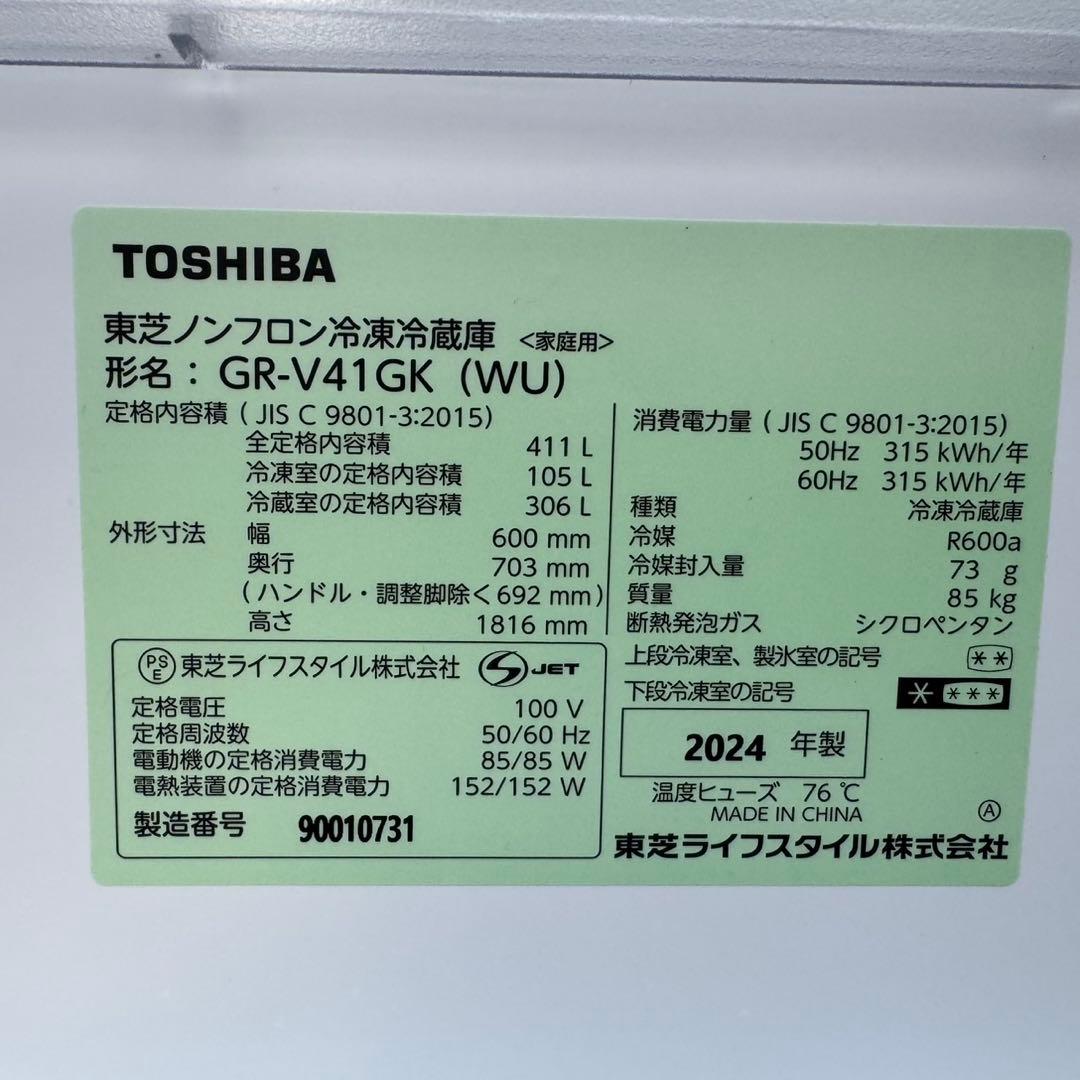 TOSHIBA
東芝ノンフロン冷凍冷蔵庫 <家庭用>
形名： GR-V41GK (WU)
定格内容積 ( JIS C 9801-3:2015)
全定格内容積 411 L
冷凍室の定格内容積 105 L
冷蔵室の定格内容積 306 L
外形寸法 幅 600 mm
奥行 703 mm
(ハンドル・調整脚除く692 mm)
高さ 1816 mm
PSE 東芝ライフスタイル株式会社 S JET
定格電圧 100 V
定格周波数 50/60 Hz
電動機の定格消費電力 85/85 W
電熱装置の定格消費電力 152/152 W
製造番号 90010731
消費電力量 ( JIS C 9801-3:2015)
50Hz 315 kWh/年
60Hz 315 kWh/年
種類 冷凍冷蔵庫
冷媒 R600a
冷媒封入量 73 g
質量 85 kg
断熱発泡ガス シクロペンタン
上段冷凍室、製氷室の記号 **
下段冷凍室の記号 * ***
2024 年製
温度ヒューズ 76 ℃
MADE IN CHINA Ⓐ
東芝ライフスタイル株式会社